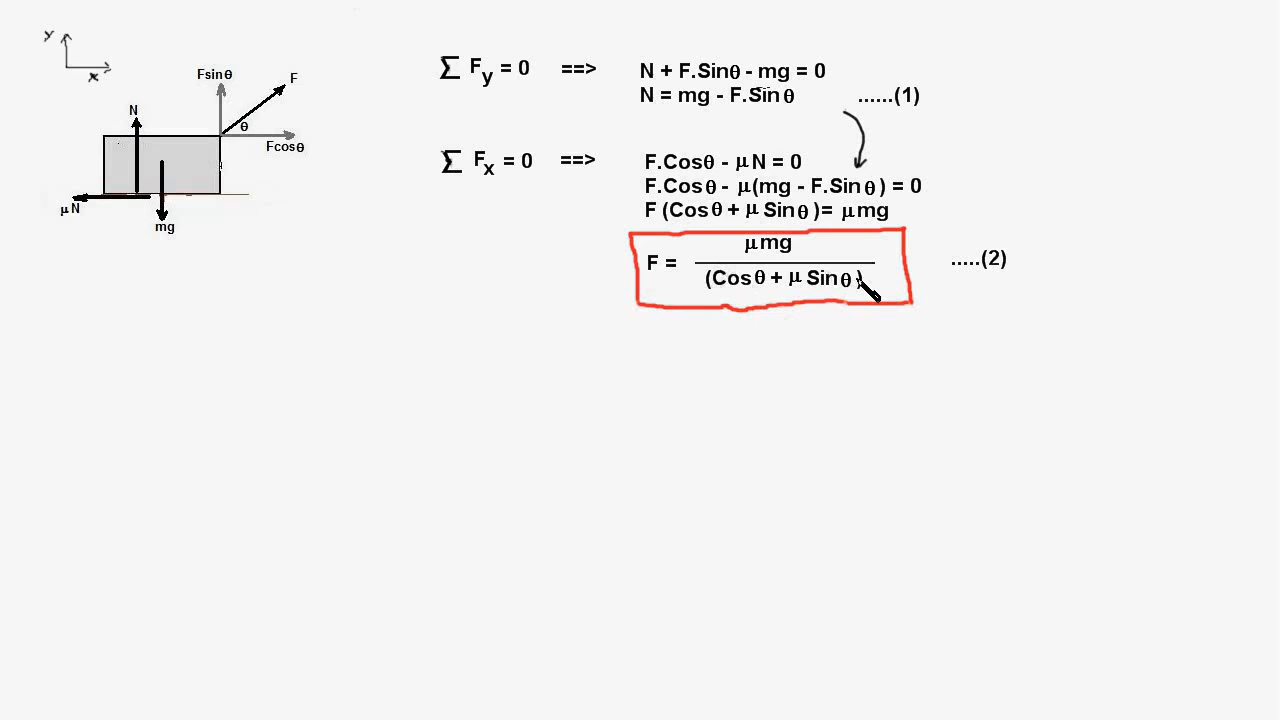 y
x
Fsinθ
F
N
θ
Fcosθ
μN
mg
Σ Fy = 0 ==> N + F.Sinθ - mg = 0
N = mg - F.Sin θ ......(1)
Σ Fx = 0 ==> F.Cosθ - μN = 0
F.Cosθ - μ(mg - F.Sinθ) = 0
F (Cosθ + μ Sinθ)= μmg
F = μmg
(Cosθ + μ Sinθ) .....(2)